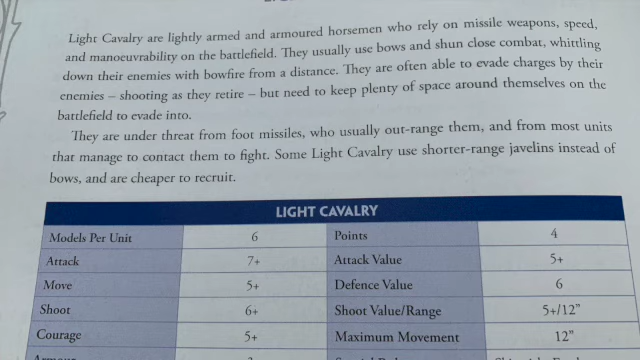 Light Cavalry are lightly armed and armoured horsemen who rely on missile weapons, speed,
and manoeuvrability on the battlefield. They usually use bows and shun close combat, whittling
down their enemies with bowfire from a distance. They are often able to evade charges by their
enemies – shooting as they retire – but need to keep plenty of space around themselves on the
battlefield to evade into.
They are under threat from foot missiles, who usually out-range them, and from most units
that manage to contact them to fight. Some Light Cavalry use shorter-range javelins instead of
bows, and are cheaper to recruit.
LIGHT CAVALRY
Models Per Unit 6 Points 4
Attack 7+ Attack Value 5+
Move 5+ Defence Value 6
Shoot 6+ Shoot Value/Range 5+/12”
Courage 5+ Maximum Movement 12”